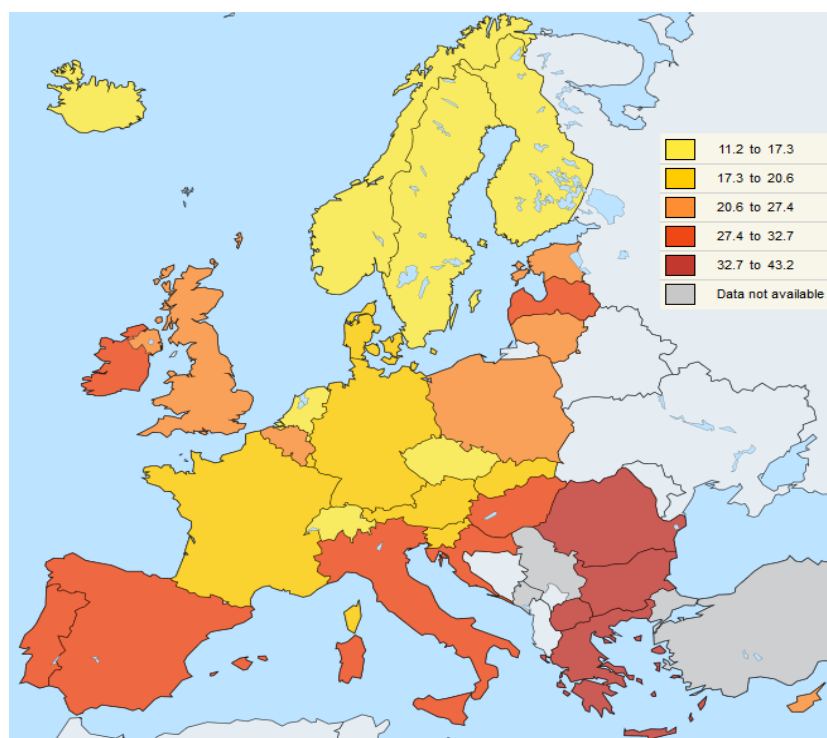 11.2 to 17.3
17.3 to 20.6
20.6 to 27.4
27.4 to 32.7
32.7 to 43.2
Data not available